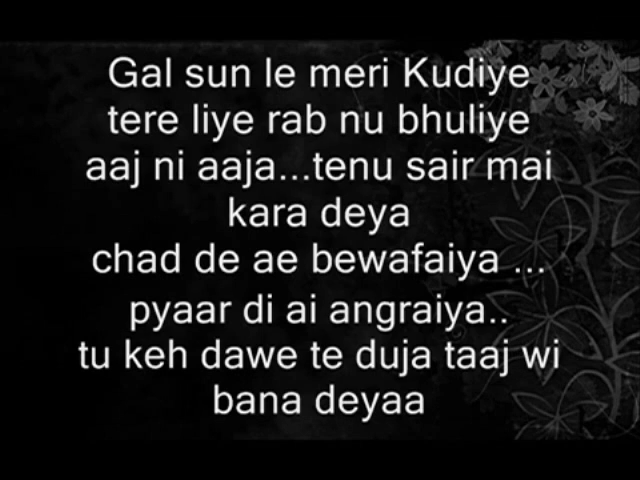 Gal sun le meri Kudiye
tere liye rab nu bhuliye
aaj ni aaja...tenu sair mai
kara deya
chad de ae bewafaiya ...
pyaar di ai angraiya..
tu keh dawe te duja taaj wi
bana deyaa